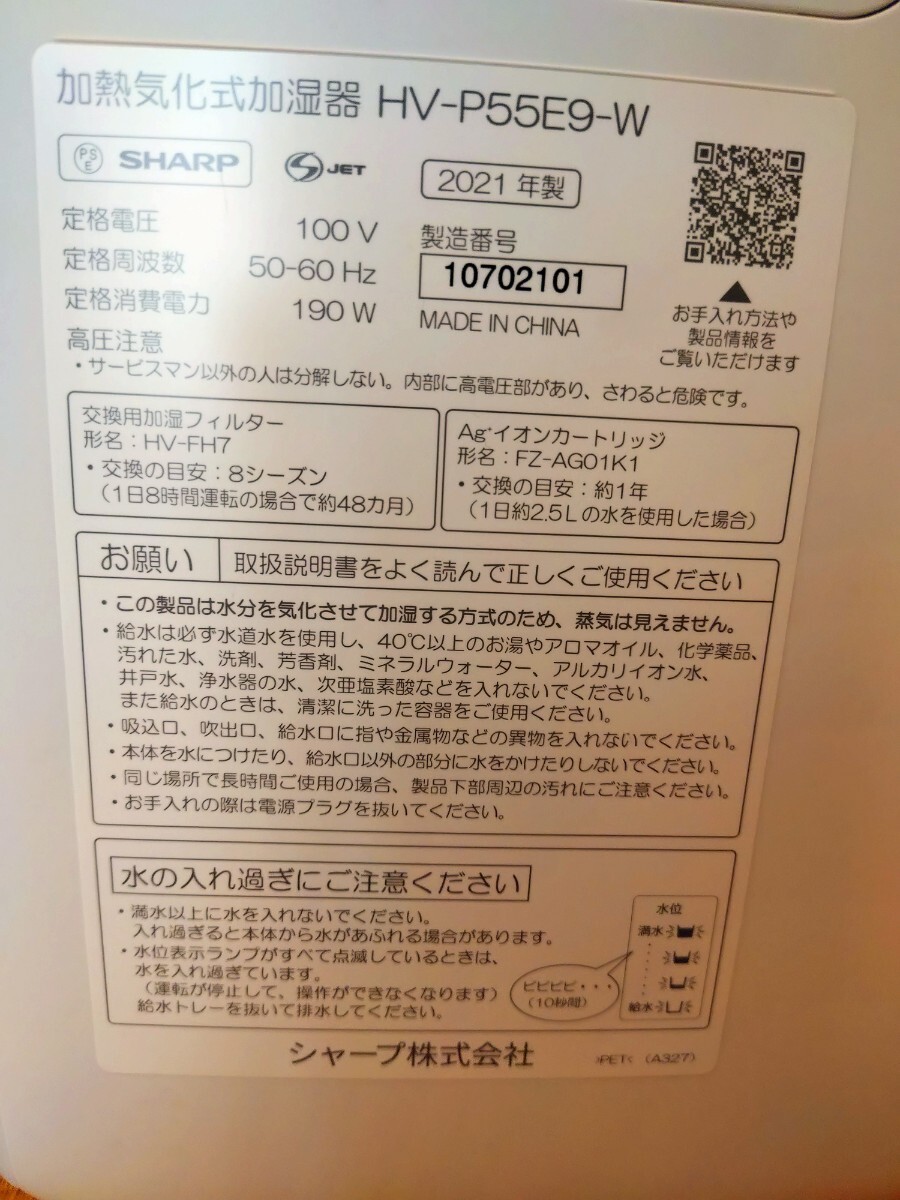 加熱気化式加湿器 HV-P55E9-W
PS
E
SHARP
S JET
2021 年製
定格電圧 100 V
定格周波数 50-60 Hz
定格消費電力 190 W
製造番号
10702101
MADE IN CHINA
お手入れ方法や
製品情報を
ご覧いただけます
高圧注意
・サービスマン以外の人は分解しない。内部に高電圧部があり、さわると危険です。
交換用加湿フィルター
形名：HV-FH7
・交換の目安：8シーズン
（1日8時間運転の場合で約48カ月）
Ag⁺イオンカートリッジ
形名：FZ-AG01K1
・交換の目安：約1年
（1日約2.5Lの水を使用した場合）
お願い 取扱説明書をよく読んで正しくご使用ください
・この製品は水分を気化させて加湿する方式のため、蒸気は見えません。
・給水は必ず水道水を使用し、40℃以上のお湯やアロマオイル、化学薬品、
汚れた水、洗剤、芳香剤、ミネラルウォーター、アルカリイオン水、
井戸水、浄水器の水、次亜塩素酸などを入れないでください。
また給水のときは、清潔に洗った容器をご使用ください。
・吸込口、吹出口、給水口に指や金属物などの異物を入れないでください。
・本体を水につけたり、給水口以外の部分に水をかけたりしないでください。
・同じ場所で長時間ご使用の場合、製品下部周辺の汚れにご注意ください。
・お手入れの際は電源プラグを抜いてください。
水の入れ過ぎにご注意ください
・満水以上に水を入れないでください。
入れ過ぎると本体から水があふれる場合があります。
・水位表示ランプがすべて点滅しているときは、
水を入れ過ぎています。
（運転が停止して、操作ができなくなります）
給水トレーを抜いて排水してください。
ピピピピ・・・
（10秒間）
水位
満水
給水
シャープ株式会社
>PET< (A327)